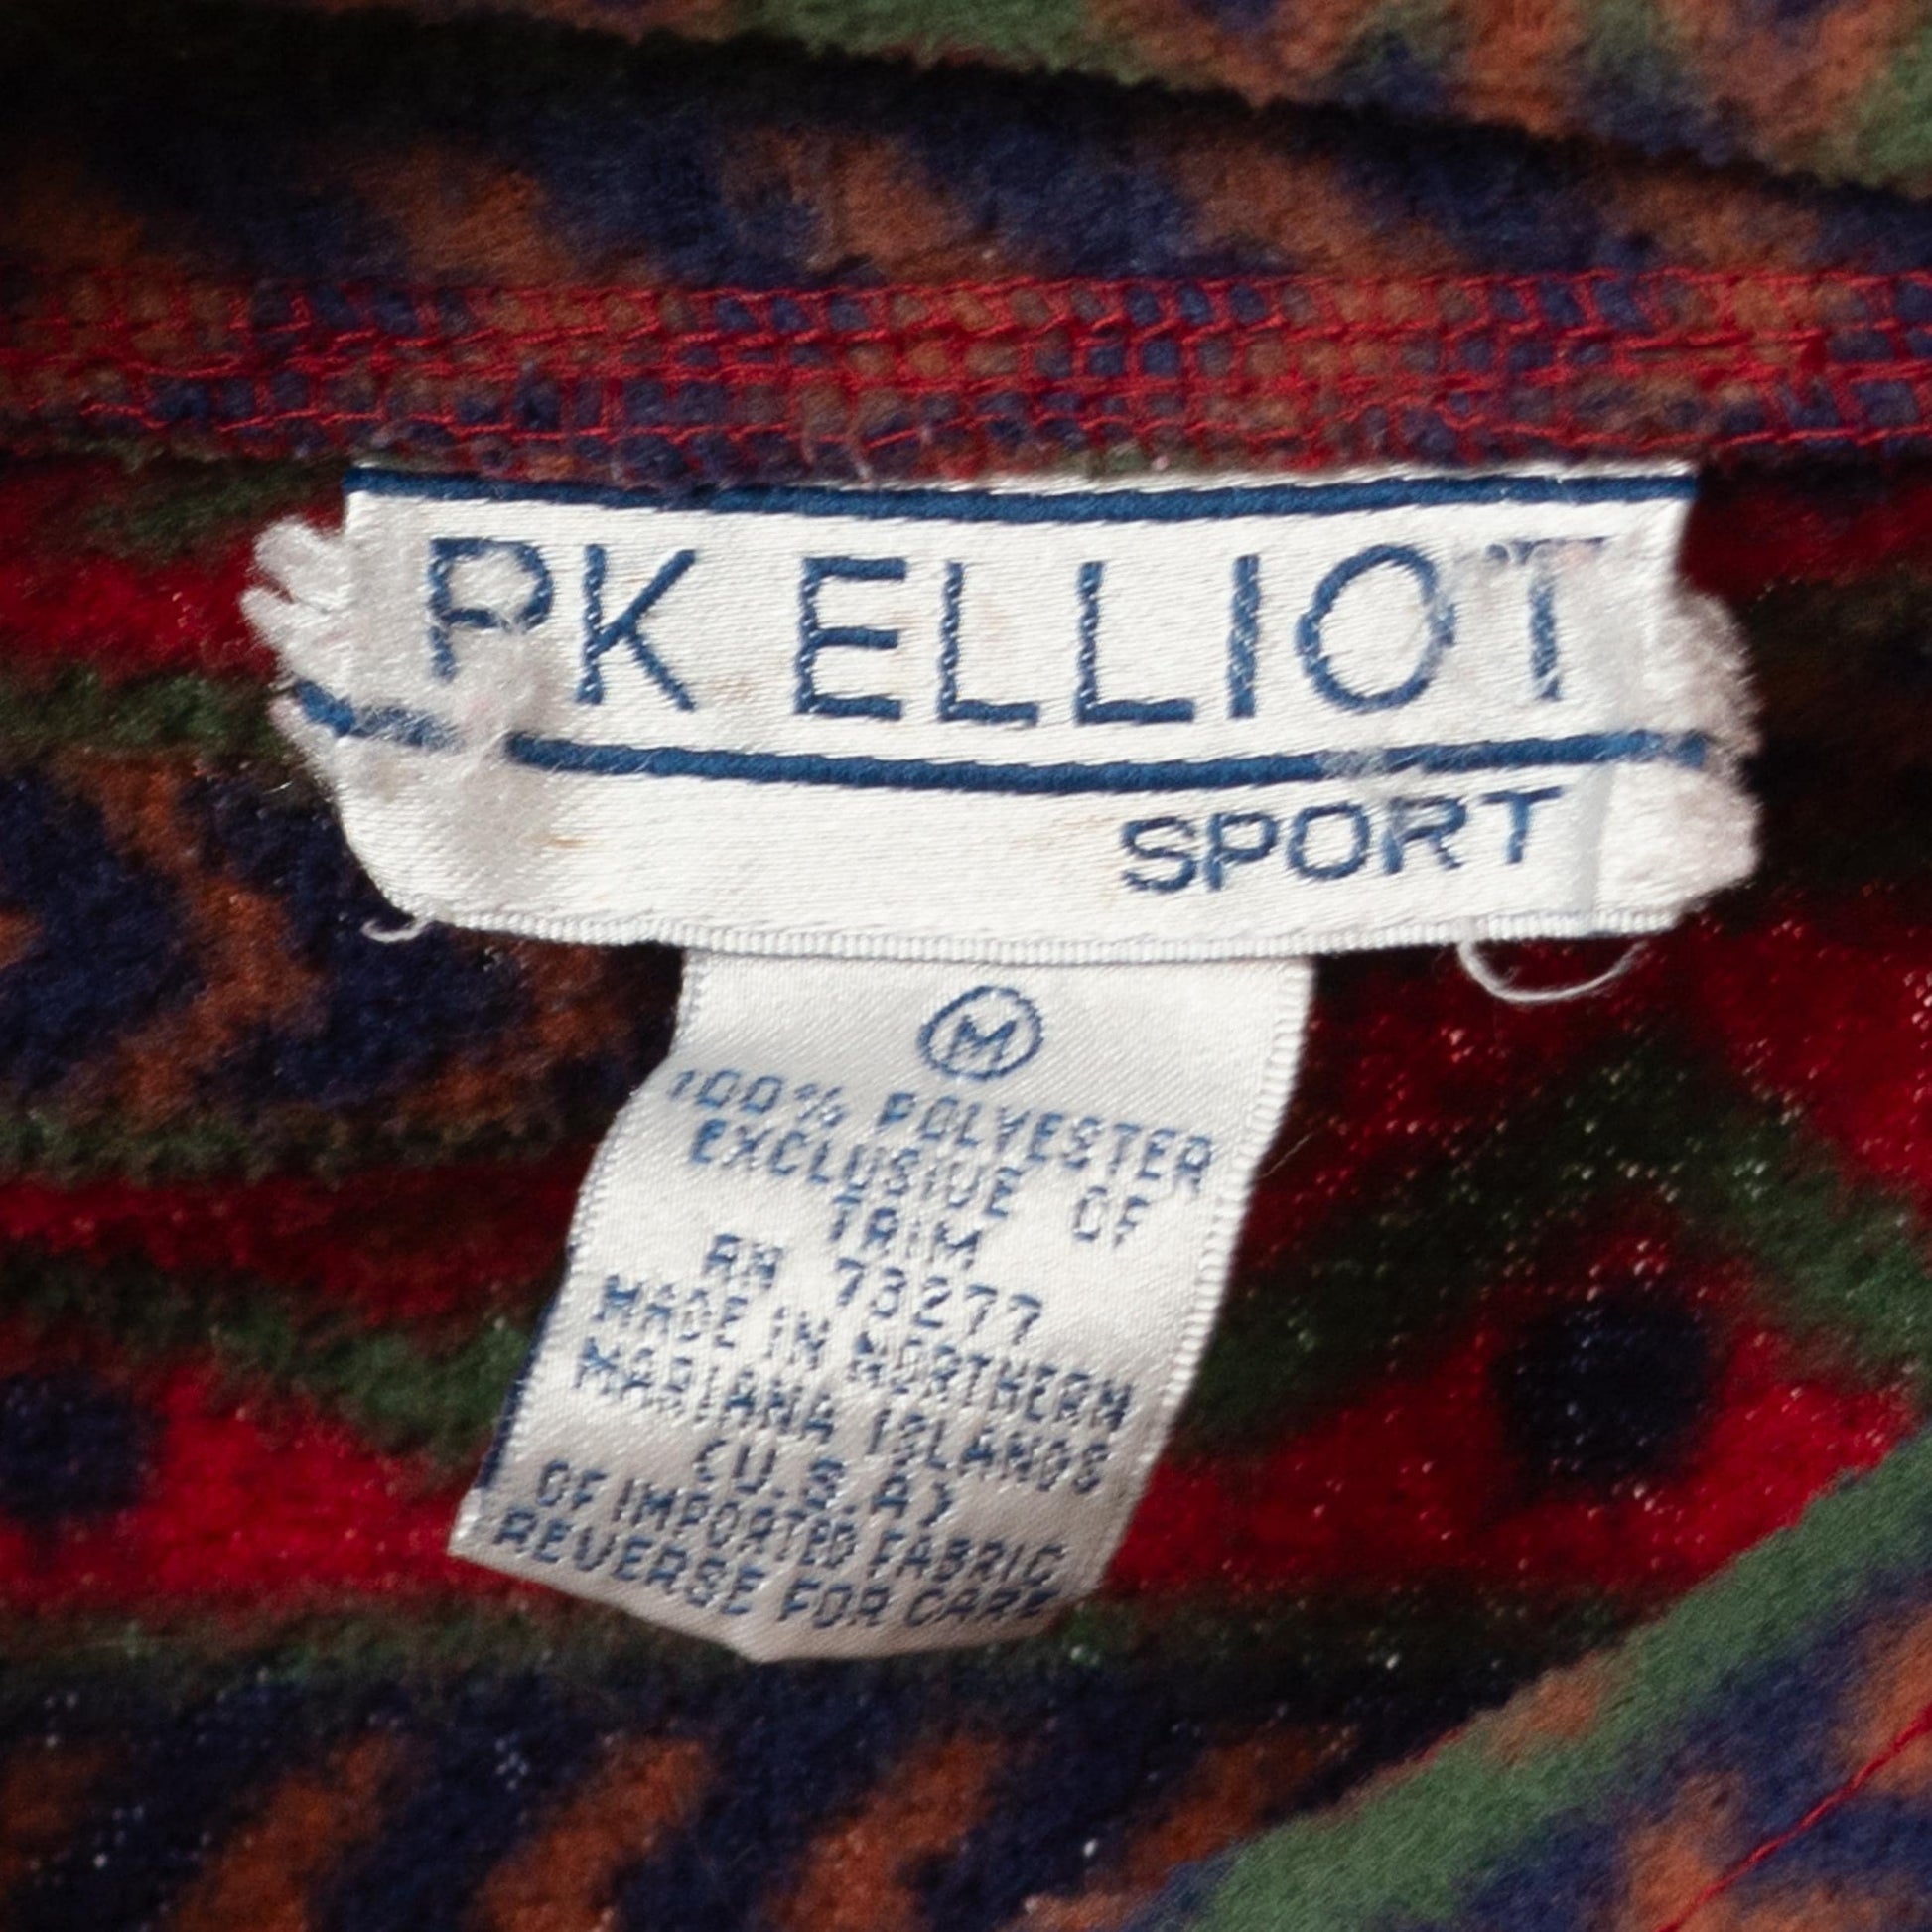 PK ELLIOT
SPORT
M
100% POLYESTER
EXCLUSIVE OF
TRIM
RN 73277
MADE IN NORTHERN
MARIANA ISLANDS
(U.S.A)
OF IMPORTED FABRIC
REVERSE FOR CARE